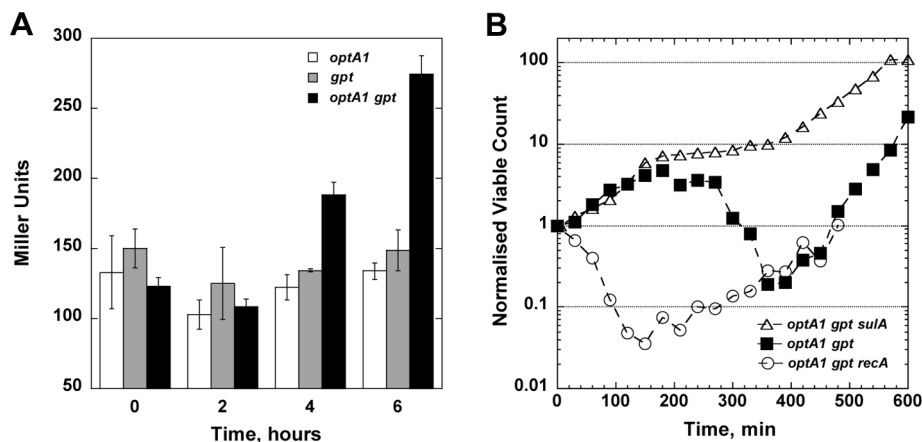 A
300
250
200
150
100
50
Miller Units
optA1
gpt
optA1 gpt
0 2 4 6
Time, hours
B
100
10
1
0.1
0.01
Normalised Viable Count
optA1 gpt sulA
optA1 gpt
optA1 gpt recA
0 100 200 300 400 500 600
Time, min